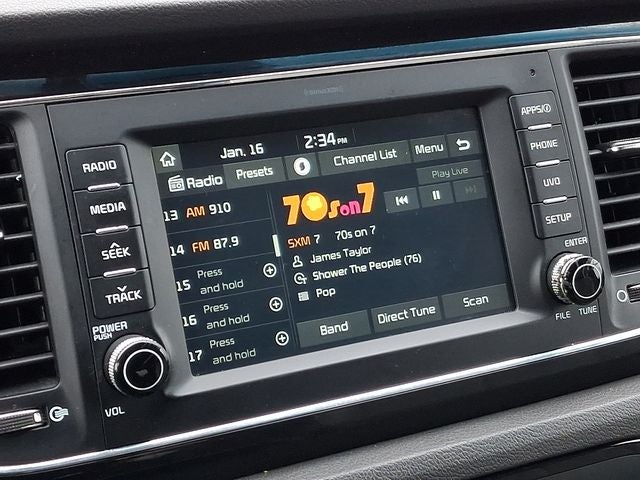 SiriusXM
RADIO
MEDIA
SEEK
TRACK
POWER
PUSH
VOL
Jan. 16
2:34 PM
Radio
Presets
Channel List
Menu
13 AM 910
14 FM 87.9
15 Press
and hold
16 Press
and hold
17 Press
and hold
70s on 7
Play Live
SXM 7 70s on 7
James Taylor
Shower The People (76)
Pop
Band
Direct Tune
Scan
APPS/i
PHONE
UVO
SETUP
ENTER
FILE TUNE